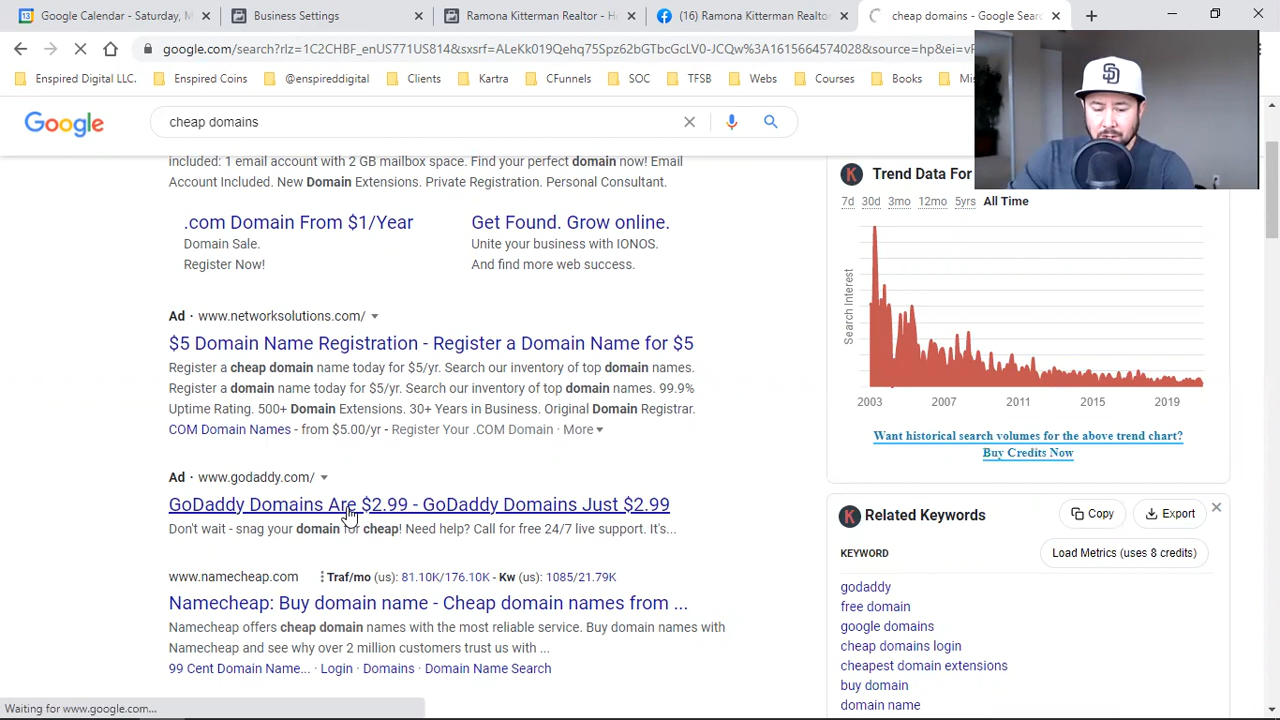 Google Calendar - Saturday, M
Business Settings
Ramona Kitterman Realtor - H
(16) Ramona Kitterman Realtor
cheap domains - Google Sear
google.com/search?rlz=1C2CHBF_enUS771US814&sxsrf=ALeKk019Qehq75Spz62bGTbcGcLV0-JCQw%3A1615664574028&source=hp&ei=vF
Enspired Digital LLC.
Enspired Coins
@enspireddigital
Clients
Kartra
CFunnels
SOC
TFSB
Webs
Courses
Books
Google
cheap domains
included: 1 email account with 2 GB mailbox space. Find your perfect domain now! Email
Account Included. New Domain Extensions. Private Registration. Personal Consultant.
.com Domain From $1/Year
Domain Sale.
Register Now!
Get Found. Grow online.
Unite your business with IONOS.
And find more web success.
Ad · www.networksolutions.com/
$5 Domain Name Registration - Register a Domain Name for $5
Register a cheap domain name today for $5/yr. Search our inventory of top domain names.
Register a domain name today for $5/yr. Search our inventory of top domain names. 99.9%
Uptime Rating. 500+ Domain Extensions. 30+ Years in Business. Original Domain Registrar.
COM Domain Names - from $5.00/yr - Register Your .COM Domain · More
Ad · www.godaddy.com/
GoDaddy Domains Are $2.99 - GoDaddy Domains Just $2.99
Don't wait - snag your domain for cheap! Need help? Call for free 24/7 live support. It's...
www.namecheap.com Traf/mo (us): 81.10K/176.10K - Kw (us): 1085/21.79K
Namecheap: Buy domain name - Cheap domain names from ...
Namecheap offers cheap domain names with the most reliable service. Buy domain names with
Namecheap and see why over 2 million customers trust us with ...
99 Cent Domain Name... · Login · Domains · Domain Name Search
Waiting for www.google.com...
SD
K
Trend Data For
7d 30d 3mo 12mo 5yrs All Time
Search Interest
2003 2007 2011 2015 2019
Want historical search volumes for the above trend chart?
Buy Credits Now
K
Related Keywords
Copy
Export
KEYWORD
Load Metrics (uses 8 credits)
godaddy
free domain
google domains
cheap domains login
cheapest domain extensions
buy domain
domain name